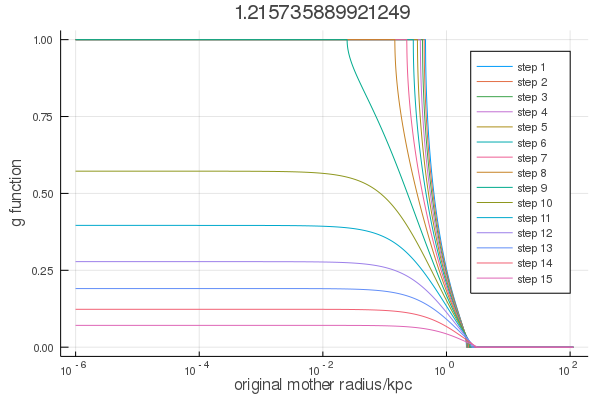 1.215735889921249
g function
1.00
0.75
0.50
0.25
0.00
10^-6
10^-4
10^-2
10^0
10^2
original mother radius/kpc
step 1
step 2
step 3
step 4
step 5
step 6
step 7
step 8
step 9
step 10
step 11
step 12
step 13
step 14
step 15